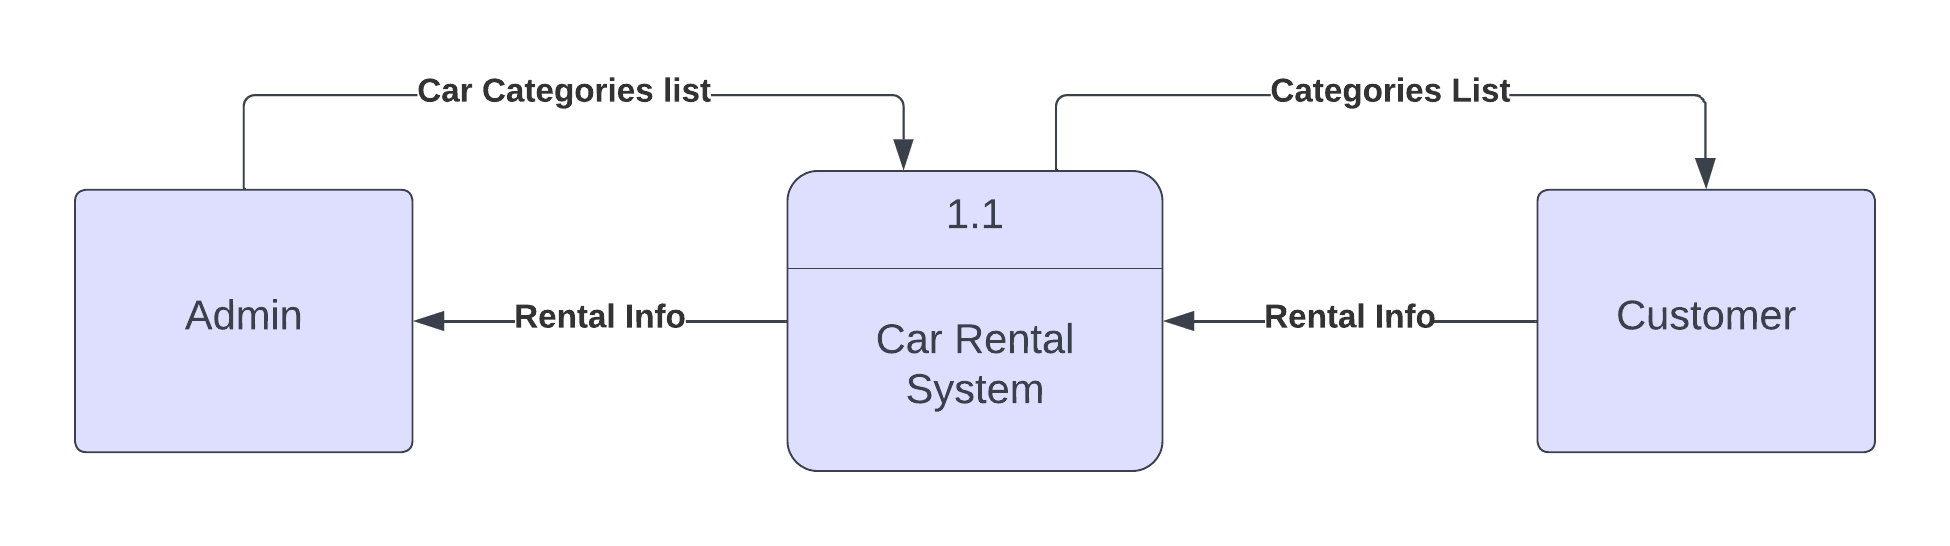 Car Categories list
Categories List
1.1
Admin
Rental Info
Car Rental
System
Rental Info
Customer